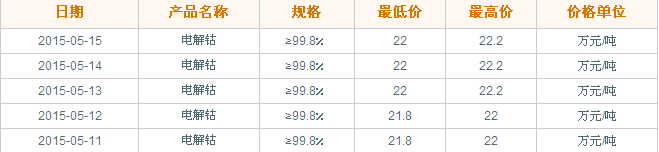 日期 产品名称 规格 最低价 最高价 价格单位
2015-05-15 电解钴 ≥99.8% 22 22.2 万元/吨
2015-05-14 电解钴 ≥99.8% 22 22.2 万元/吨
2015-05-13 电解钴 ≥99.8% 22 22.2 万元/吨
2015-05-12 电解钴 ≥99.8% 21.8 22 万元/吨
2015-05-11 电解钴 ≥99.8% 21.8 22 万元/吨